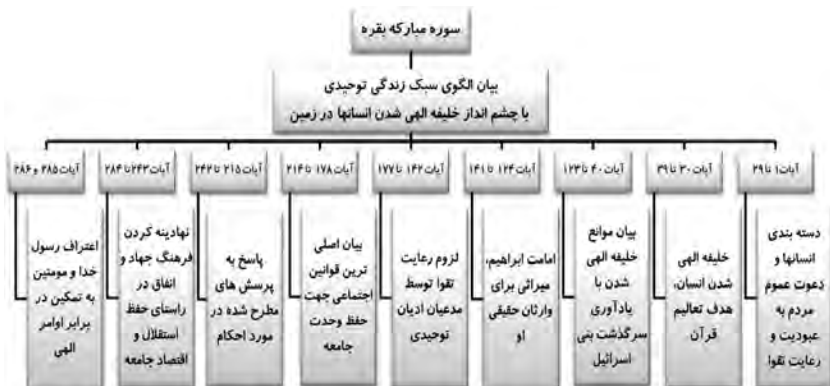 سوره مبارکه بقره
بیان الگوی سبک زندگی توحیدی
با چشم انداز خلیفه الهی شدن انسانها در زمین
آیات ۱ تا ۲۹
آیات ۳۰ تا ۳۹
آیات ۴۰ تا ۱۲۳
آیات ۱۲۴ تا ۱۴۱
آیات ۱۴۲ تا ۱۷۷
آیات ۱۷۸ تا ۲۱۴
آیات ۲۱۵ تا ۲۴۲
آیات ۲۴۳ تا ۲۸۴
آیات ۲۸۵ و ۲۸۶
دسته بندی
انسانها و
دعوت عموم
مردم به
عبودیت و
رعایت تقوا
خلیفه الهی
شدن انسان،
هدف تعالیم
قرآن
بیان موانع
خلیفه الهی
شدن با
یادآوری
سرگذشت بنی
اسرائیل
امامت ابراهیم،
میراثی برای
وارثان حقیقی
او
لزوم رعایت
تقوا توسط
مدعیان ادیان
توحیدی
بیان اصلی
ترین قوانین
اجتماعی جهت
حفظ وحدت
جامعه
پاسخ به
پرسش های
مطرح شده در
مورد احکام
نهادینه کردن
فرهنگ جهاد و
انفاق در
راستای حفظ
استقلال و
اقتصاد جامعه
اعتراف رسول
خدا و مومنین
به تمکین در
برابر اوامر
الهی